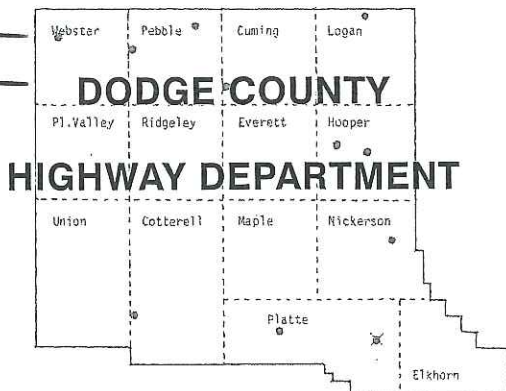 Webster Pebble Cuming Logan
DODGE COUNTY
Pl.Valley Ridgeley Everett Hooper
HIGHWAY DEPARTMENT
Union Cotterell Maple Nickerson
Platte
Elkhorn